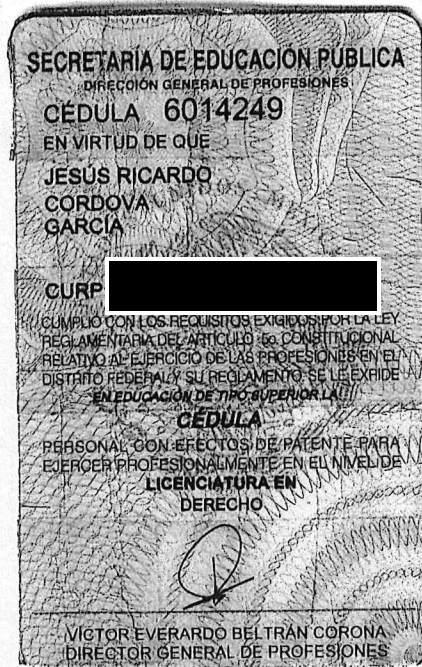 SECRETARÍA DE EDUCACIÓN PÚBLICA
DIRECCIÓN GENERAL DE PROFESIONES
CÉDULA 6014249
EN VIRTUD DE QUE
JESÚS RICARDO
CORDOVA
GARCÍA
CURP
CUMPLIÓ CON LOS REQUISITOS EXIGIDOS POR LA LEY
REGLAMENTARIA DEL ARTÍCULO 5o. CONSTITUCIONAL
RELATIVO AL EJERCICIO DE LAS PROFESIONES EN EL
DISTRITO FEDERAL Y SU REGLAMENTO SE LE EXPIDE
EN EDUCACIÓN DE TIPO SUPERIOR LA
CÉDULA
PERSONAL CON EFECTOS DE PATENTE PARA
EJERCER PROFESIONALMENTE EN EL NIVEL DE
LICENCIATURA EN
DERECHO
VÍCTOR EVERARDO BELTRÁN CORONA
DIRECTOR GENERAL DE PROFESIONES